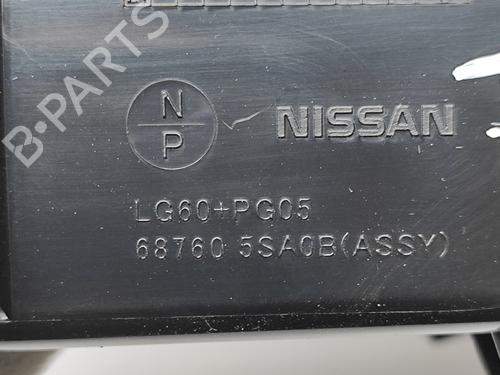 B-PARTS
N
P
NISSAN
LG60+PG05
68760 5SA0B(ASSY)